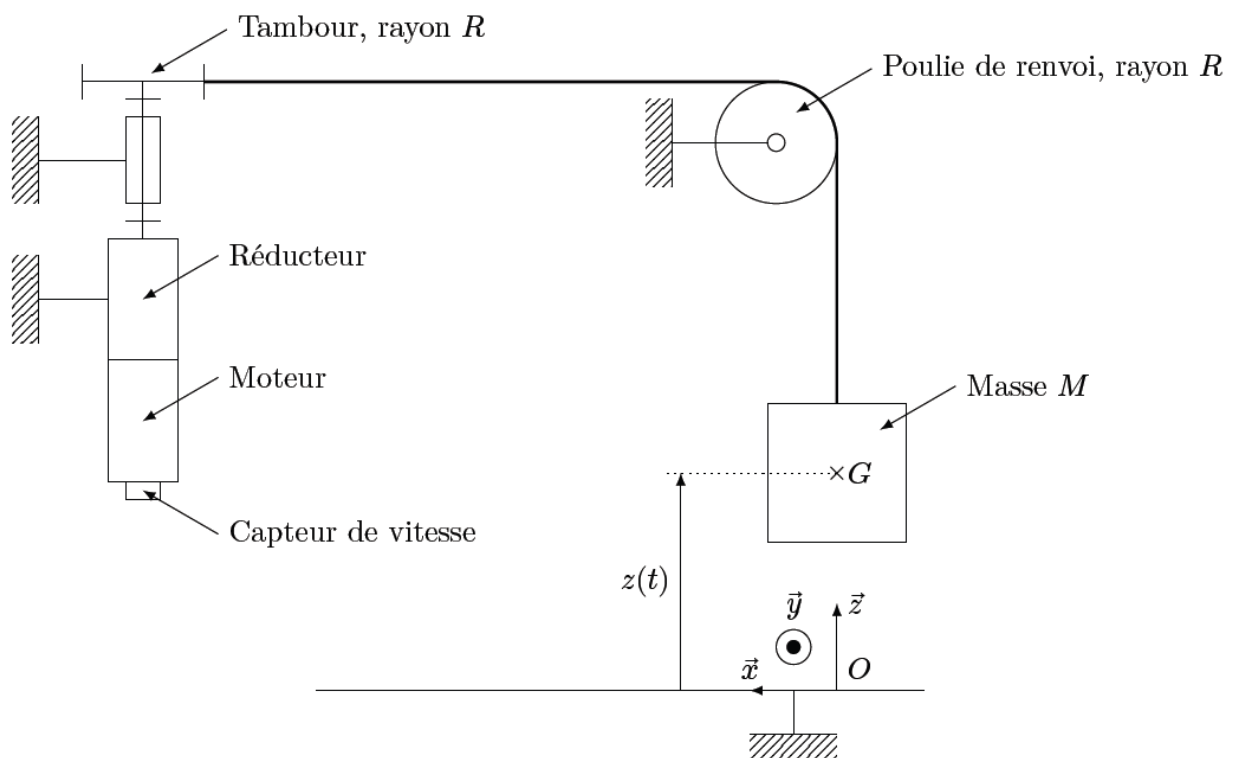 Tambour, rayon R
Poulie de renvoi, rayon R
Réducteur
Moteur
Masse M
G
Capteur de vitesse
z(t)
y⃗
z⃗
x⃗
O